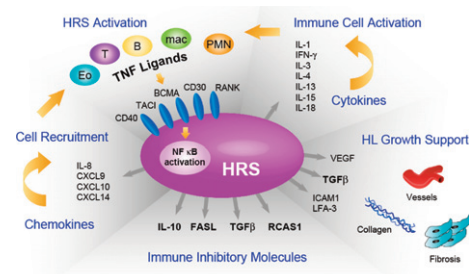 HRS Activation
Immune Cell Activation
Eo
T
B
mac
PMN
TNF Ligands
CD40
TACI
BCMA
CD30
RANK
IL-1
IFN-γ
IL-3
IL-4
IL-13
IL-15
IL-18
Cytokines
Cell Recruitment
IL-8
CXCL9
CXCL10
CXCL14
Chemokines
NF κB
activation
HRS
HL Growth Support
VEGF
TGFβ
ICAM1
LFA-3
Vessels
Collagen
Fibrosis
IL-10 FASL TGFβ RCAS1
Immune Inhibitory Molecules